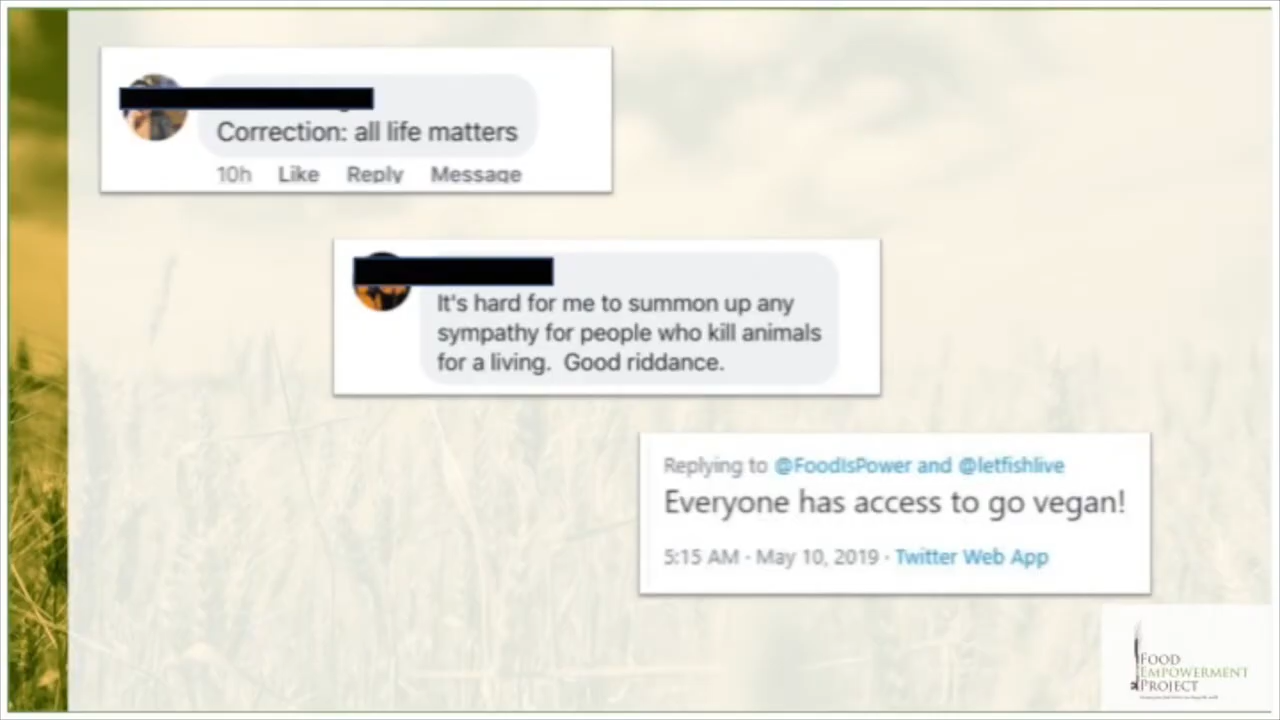 Correction: all life matters
10h Like Reply Message
It's hard for me to summon up any
sympathy for people who kill animals
for a living. Good riddance.
Replying to @FoodIsPower and @letfishlive
Everyone has access to go vegan!
5:15 AM · May 10, 2019 · Twitter Web App
FOOD
EMPOWERMENT
PROJECT